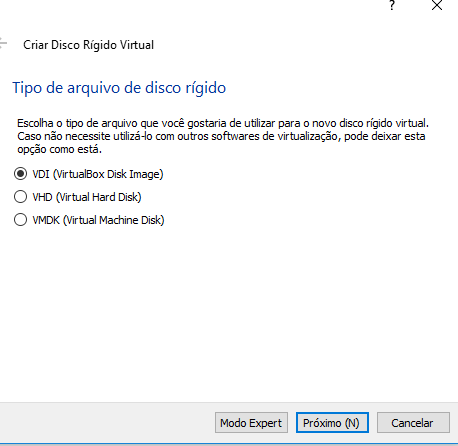 ?
Criar Disco Rígido Virtual
Tipo de arquivo de disco rígido
Escolha o tipo de arquivo que você gostaria de utilizar para o novo disco rígido virtual.
Caso não necessite utilizá-lo com outros softwares de virtualização, pode deixar esta
opção como está.
VDI (VirtualBox Disk Image)
VHD (Virtual Hard Disk)
VMDK (Virtual Machine Disk)
Modo Expert Próximo (N) Cancelar